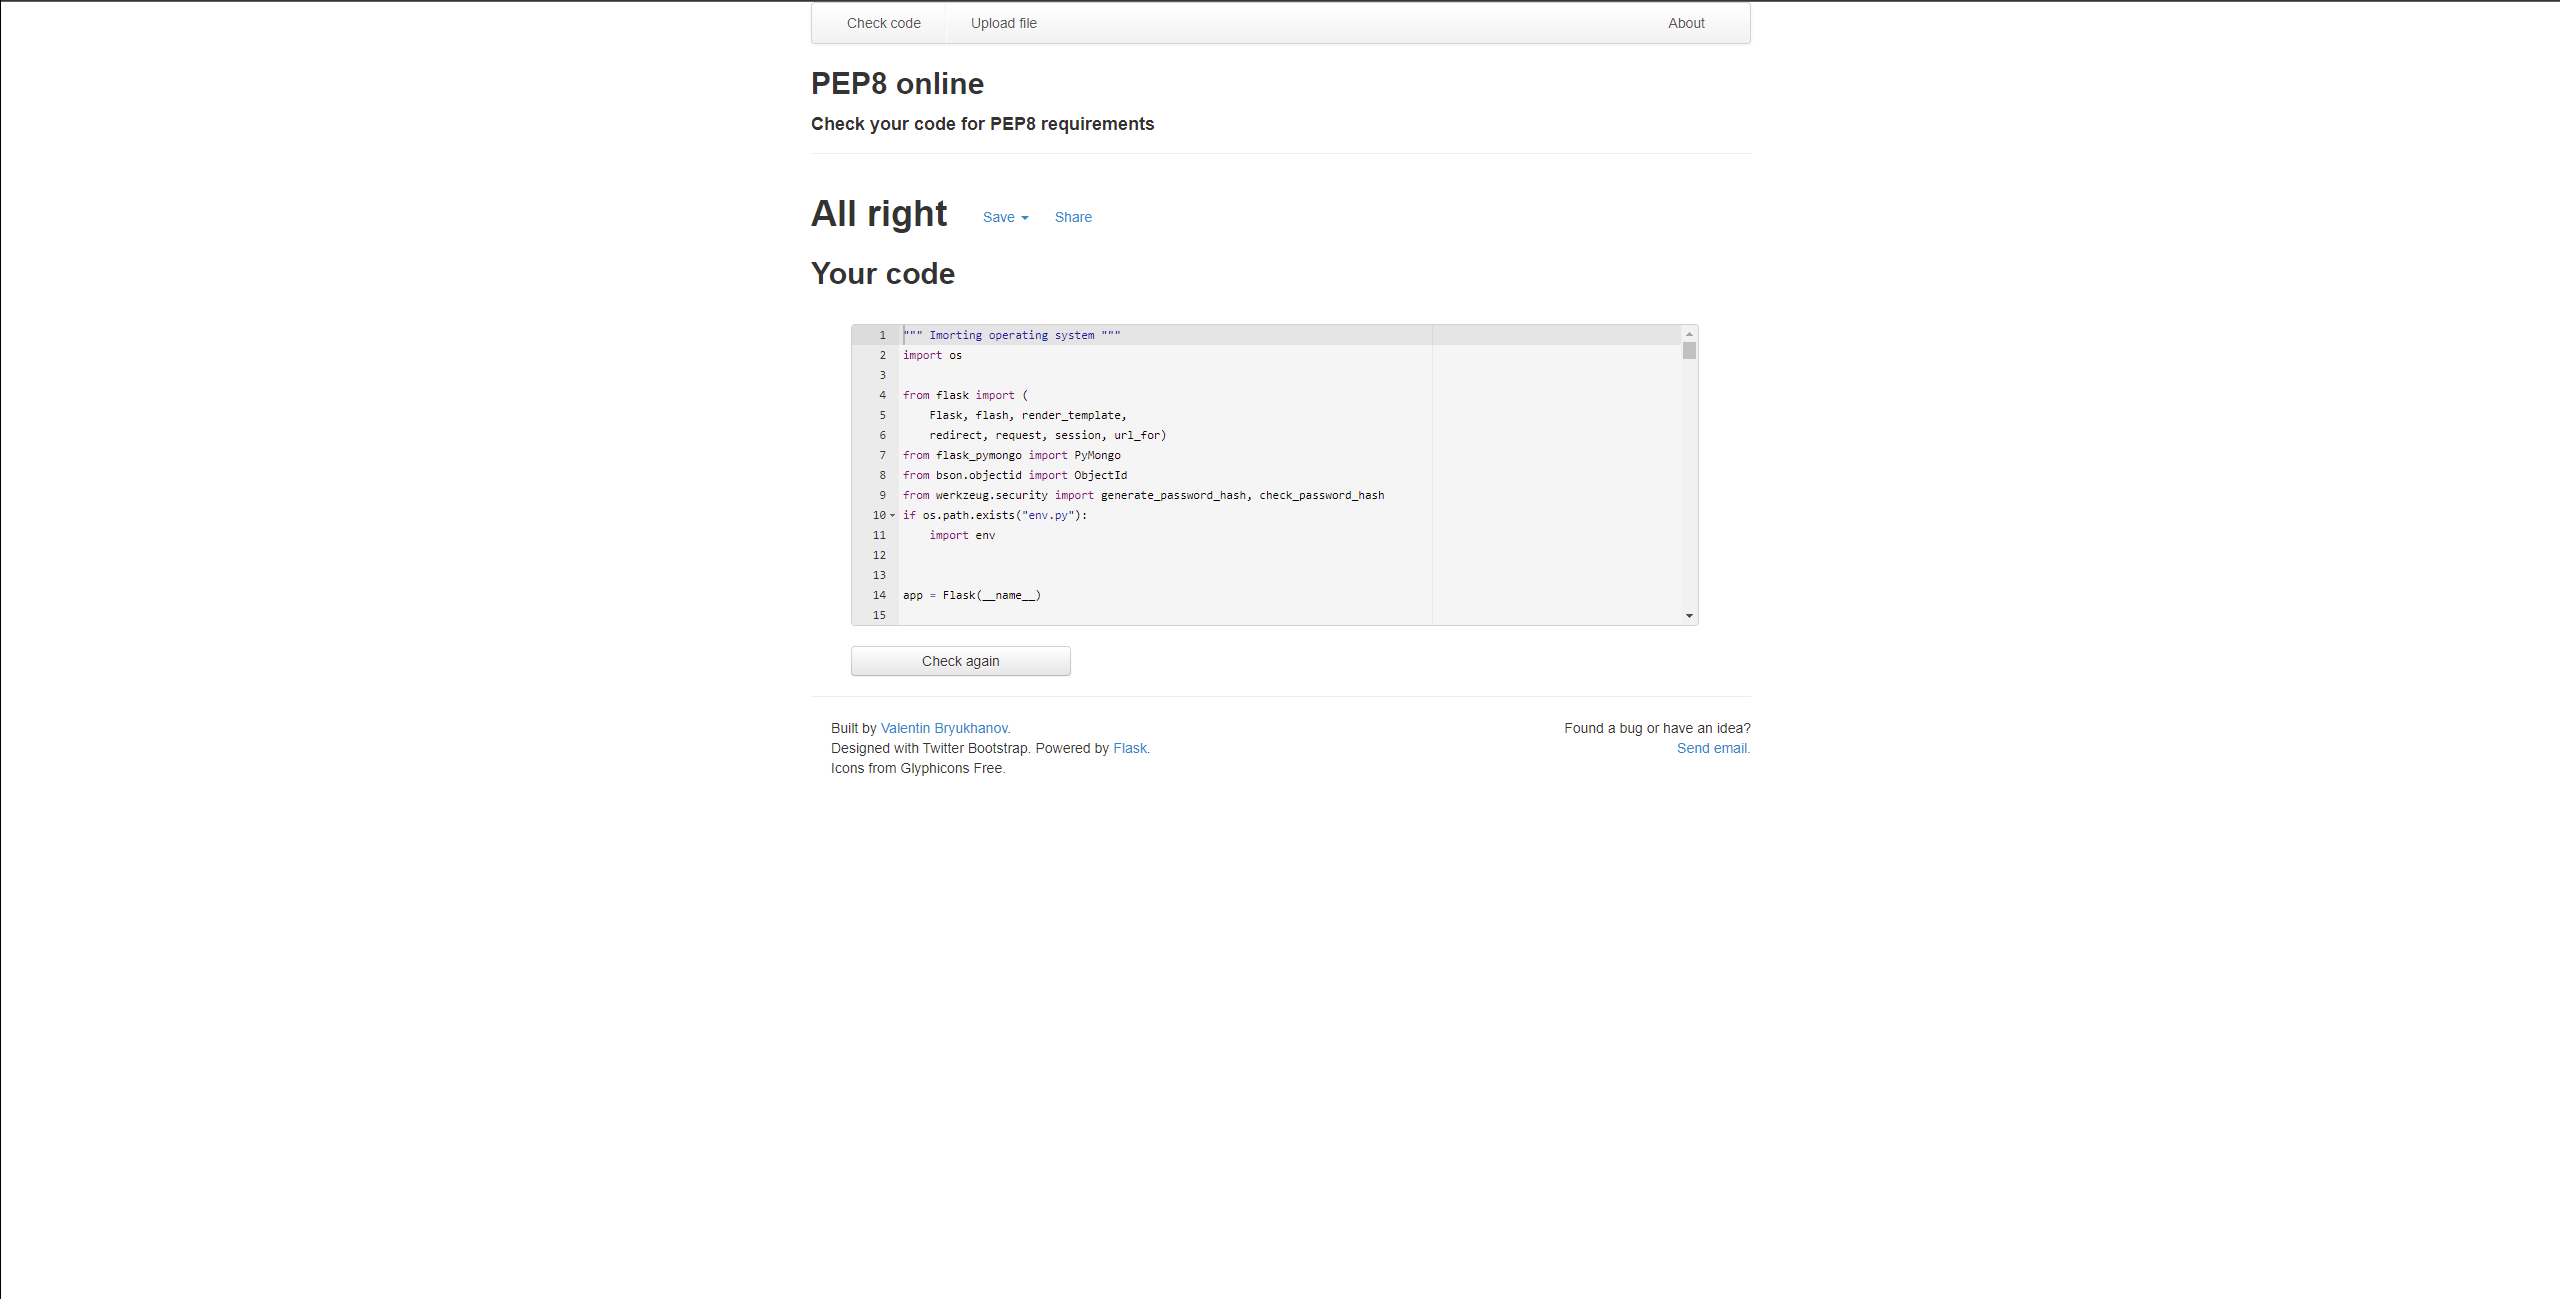 Check code Upload file About
PEP8 online
Check your code for PEP8 requirements
All right Save Share
Your code
1 """ Imorting operating system """
2 import os
3
4 from flask import (
5     Flask, flash, render_template,
6     redirect, request, session, url_for)
7 from flask_pymongo import PyMongo
8 from bson.objectid import ObjectId
9 from werkzeug.security import generate_password_hash, check_password_hash
10 if os.path.exists("env.py"):
11     import env
12
13
14 app = Flask(__name__)
15
Check again
Built by Valentin Bryukhanov.
Designed with Twitter Bootstrap. Powered by Flask.
Icons from Glyphicons Free.
Found a bug or have an idea?
Send email.